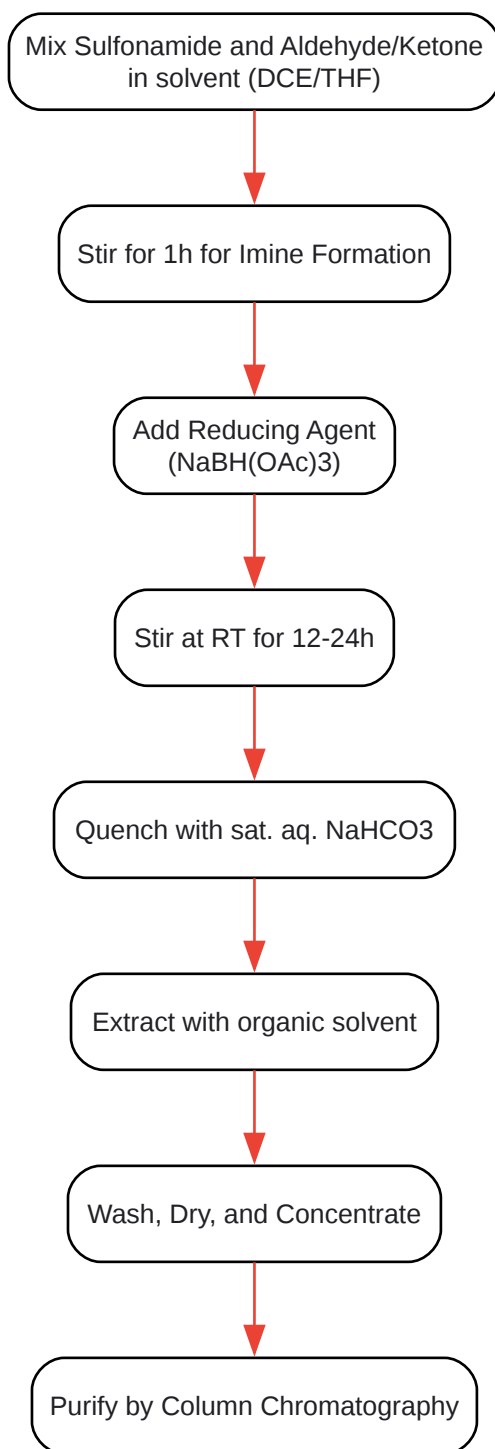 Mix Sulfonamide and Aldehyde/Ketone
in solvent (DCE/THF)
Stir for 1h for Imine Formation
Add Reducing Agent
(NaBH(OAc)3)
Stir at RT for 12-24h
Quench with sat. aq. NaHCO3
Extract with organic solvent
Wash, Dry, and Concentrate
Purify by Column Chromatography